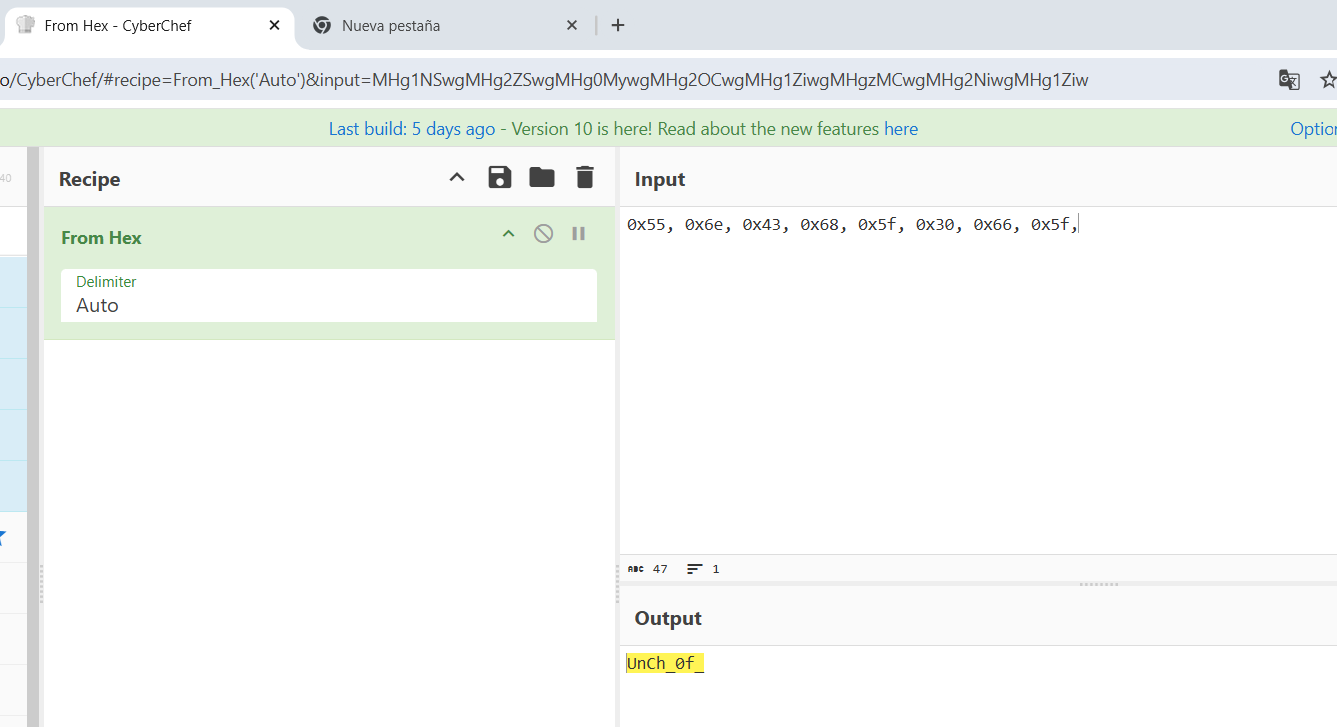 From Hex - CyberChef
Nueva pestaña
o/CyberChef/#recipe=From_Hex('Auto')&input=MHg1NSwgMHg2ZSwgMHg0MywgMHg2OCwgMHg1ZiwgMHgzMCwgMHg2NiwgMHg1Ziw
Last build: 5 days ago - Version 10 is here! Read about the new features here
Optio
40
Recipe
Input
From Hex
Delimiter
Auto
0x55, 0x6e, 0x43, 0x68, 0x5f, 0x30, 0x66, 0x5f,
ABC 47 1
Output
UnCh_0f_